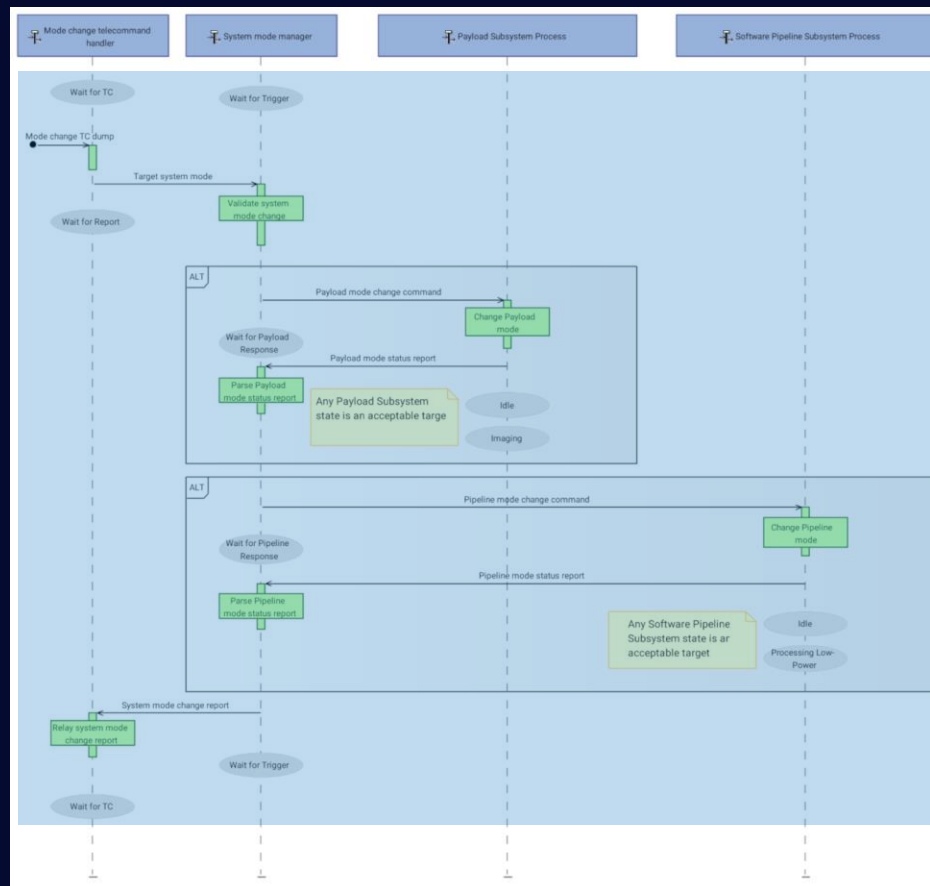 Mode change telecommand
handler
System mode manager
Payload Subsystem Process
Software Pipeline Subsystem Process
Wait for TC
Wait for Trigger
Mode change TC dump
Target system mode
Validate system
mode change
Wait for Report
ALT
Payload mode change command
Change Payload
mode
Wait for Payload
Response
Payload mode status report
Parse Payload
mode status report
Any Payload Subsystem
state is an acceptable targe
Idle
Imaging
ALT
Pipeline mode change command
Change Pipeline
mode
Wait for Pipeline
Response
Pipeline mode status report
Parse Pipeline
mode status report
Any Software Pipeline
Subsystem state is ar
acceptable target
Idle
Processing Low-
Power
System mode change report
Relay system mode
change report
Wait for Trigger
Wait for TC